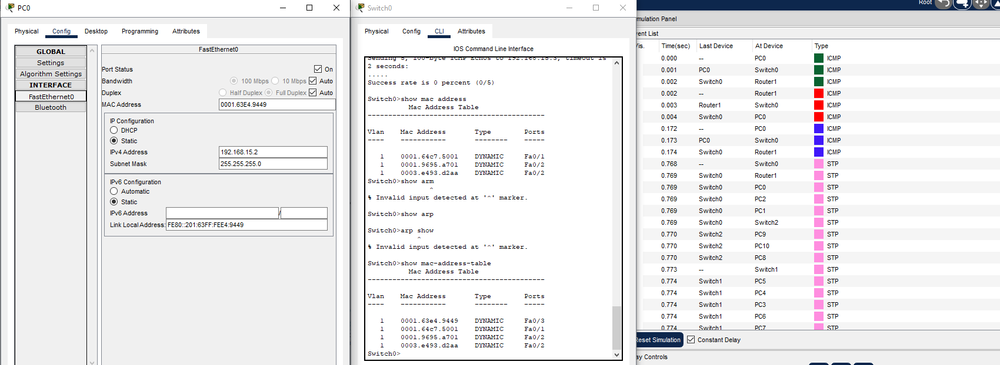 PC0
Physical Config Desktop Programming Attributes
GLOBAL
Settings
Algorithm Settings
INTERFACE
FastEthernet0
Bluetooth
FastEthernet0
Port Status On
Bandwidth 100 Mbps 10 Mbps Auto
Duplex Half Duplex Full Duplex Auto
MAC Address 0001.63E4.9449
IP Configuration
DHCP
Static
IPv4 Address 192.168.15.2
Subnet Mask 255.255.255.0
IPv6 Configuration
Automatic
Static
IPv6 Address /
Link Local Address: FE80::201:63FF:FEE4:9449
Switch0
Physical Config CLI Attributes
IOS Command Line Interface
Sending 5, 100-byte ICMP Echos to 192.168.15.3, timeout is
2 seconds:
.....
Success rate is 0 percent (0/5)
Switch0>show mac address
Mac Address Table
-------------------------------------------
Vlan Mac Address Type Ports
---- ----------- -------- -----
1 0001.64c7.5001 DYNAMIC Fa0/1
1 0001.9695.a701 DYNAMIC Fa0/2
1 0003.e493.d2aa DYNAMIC Fa0/2
Switch0>show arm
^
% Invalid input detected at '^' marker.
Switch0>show arp
Switch0>arp show
^
% Invalid input detected at '^' marker.
Switch0>show mac-address-table
Mac Address Table
-------------------------------------------
Vlan Mac Address Type Ports
---- ----------- -------- -----
1 0001.63e4.9449 DYNAMIC Fa0/3
1 0001.64c7.5001 DYNAMIC Fa0/1
1 0001.9695.a701 DYNAMIC Fa0/2
1 0003.e493.d2aa DYNAMIC Fa0/2
Switch0>
Root
mulation Panel
vent List
is. Time(sec) Last Device At Device Type
0.000 -- PC0 ICMP
0.001 PC0 Switch0 ICMP
0.002 Switch0 Router1 ICMP
0.002 -- Router1 ICMP
0.003 Router1 Switch0 ICMP
0.004 Switch0 PC0 ICMP
0.172 -- PC0 ICMP
0.173 PC0 Switch0 ICMP
0.174 Switch0 Router1 ICMP
0.768 -- Switch0 STP
0.769 Switch0 Router1 STP
0.769 Switch0 PC0 STP
0.769 Switch0 PC2 STP
0.769 Switch0 PC1 STP
0.769 Switch0 Switch2 STP
0.770 Switch2 PC9 STP
0.770 Switch2 PC10 STP
0.770 Switch2 PC8 STP
0.773 -- Switch1 STP
0.774 Switch1 PC5 STP
0.774 Switch1 PC4 STP
0.774 Switch1 PC3 STP
0.774 Switch1 PC6 STP
0.774 Switch1 PC7 STP
Reset Simulation Constant Delay
ay Controls